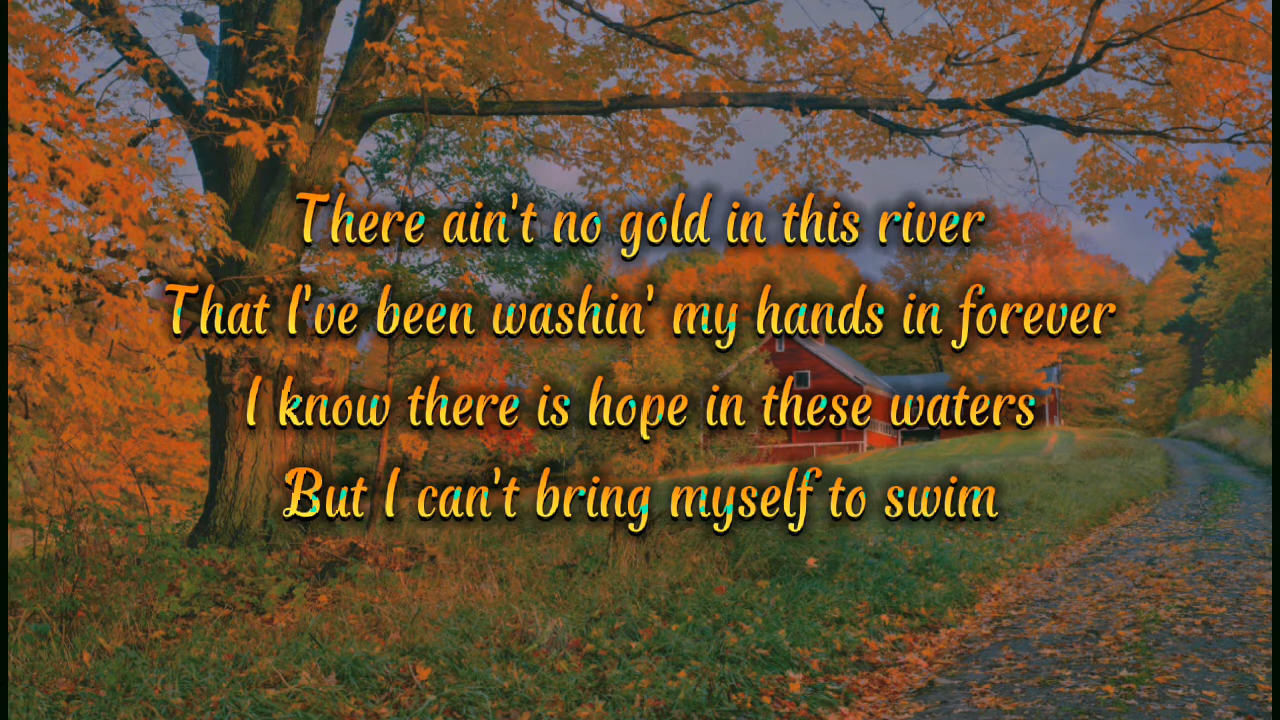 There ain't no gold in this river
That I've been washin' my hands in forever
I know there is hope in these waters
But I can't bring myself to swim